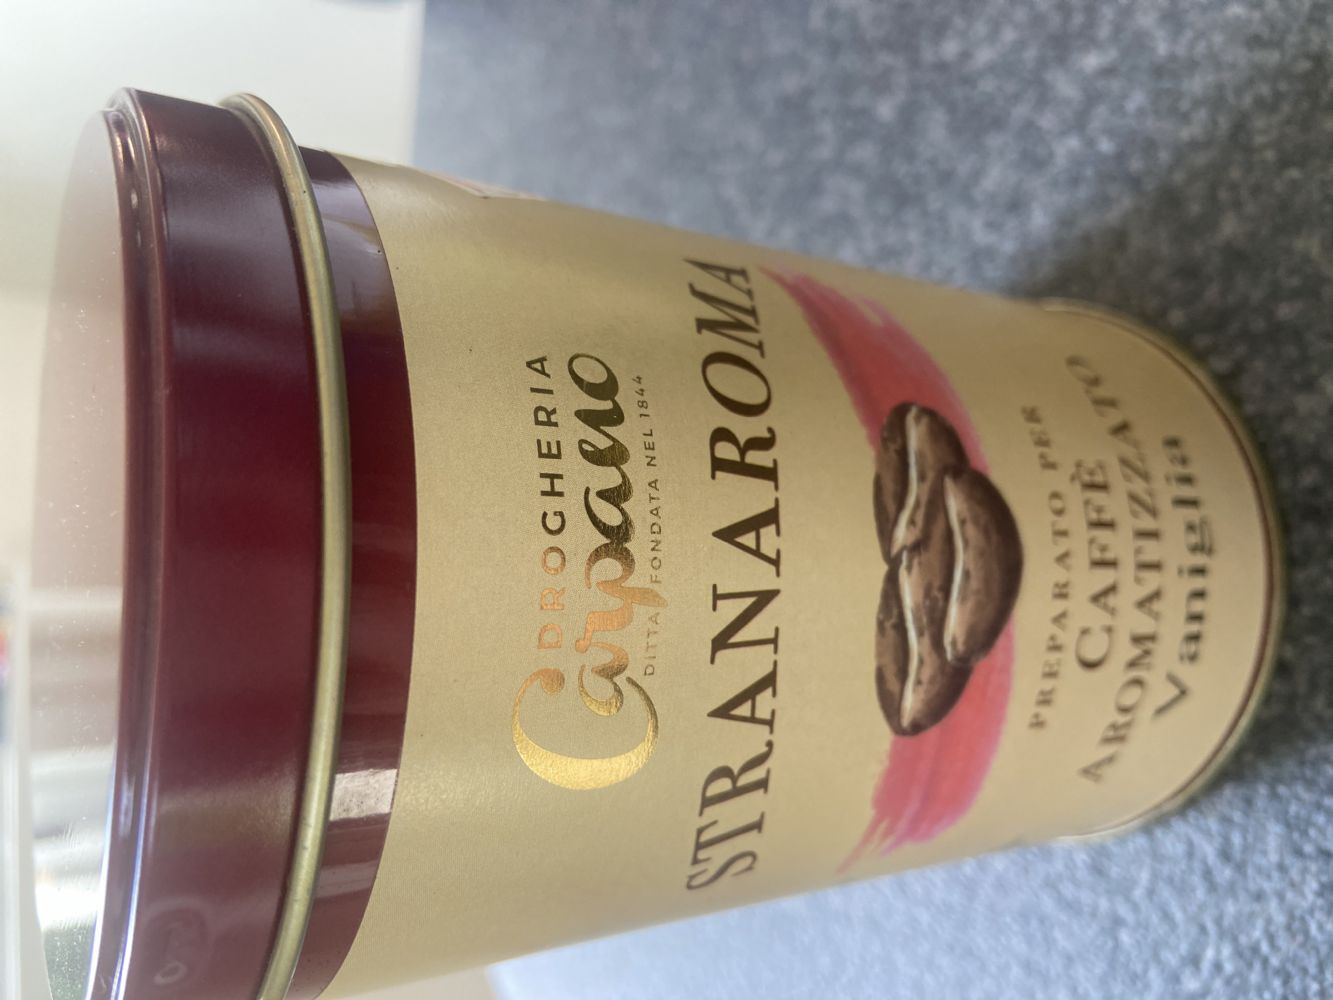 DROGHERIA
Carpano
DITTA FONDATA NEL 1844
STRANAROMA
PREPARATO PER
CAFFÈ
AROMATIZZATO
Vaniglia